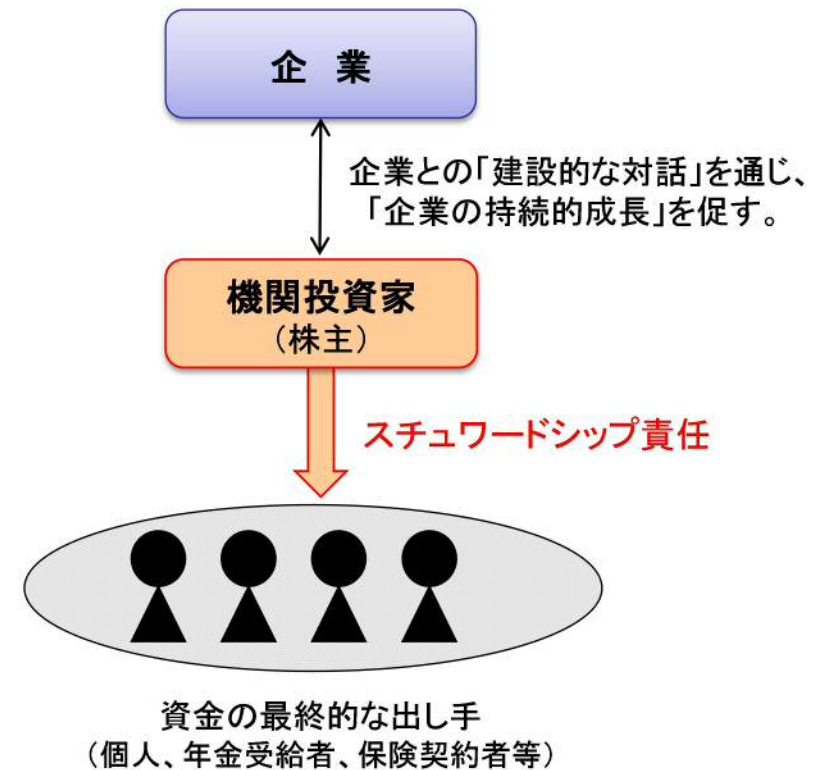 企 業
企業との「建設的な対話」を通じ、
「企業の持続的成長」を促す。
機関投資家
（株主）
スチュワードシップ責任
資金の最終的な出し手
（個人、年金受給者、保険契約者等）